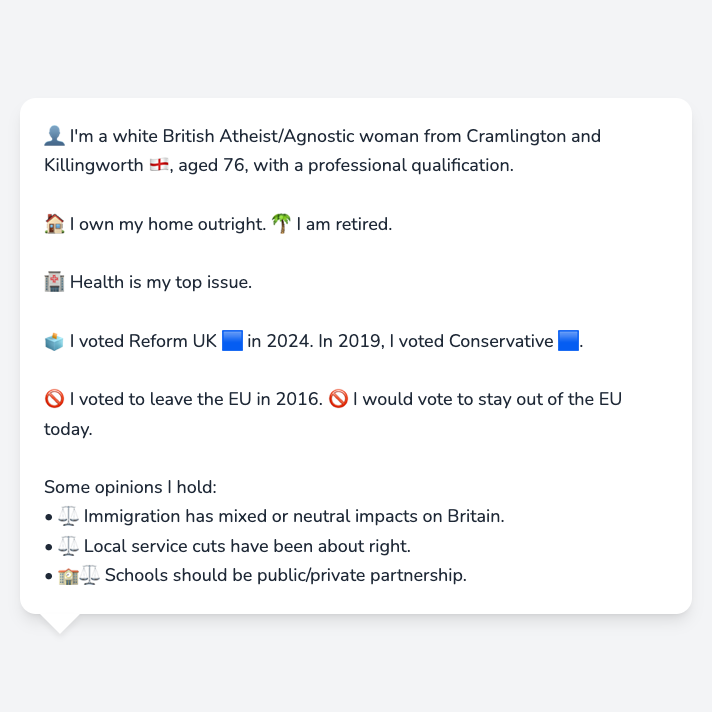 👤 I'm a white British Atheist/Agnostic woman from Cramlington and
Killingworth 🏴󠁧󠁢󠁥󠁮󠁧󠁿, aged 76, with a professional qualification.
🏠 I own my home outright. 🌴 I am retired.
🏥 Health is my top issue.
🗳️ I voted Reform UK 🟦 in 2024. In 2019, I voted Conservative 🟦.
🚫 I voted to leave the EU in 2016. 🚫 I would vote to stay out of the EU
today.
Some opinions I hold:
• ⚖️ Immigration has mixed or neutral impacts on Britain.
• ⚖️ Local service cuts have been about right.
• 🏫⚖️ Schools should be public/private partnership.